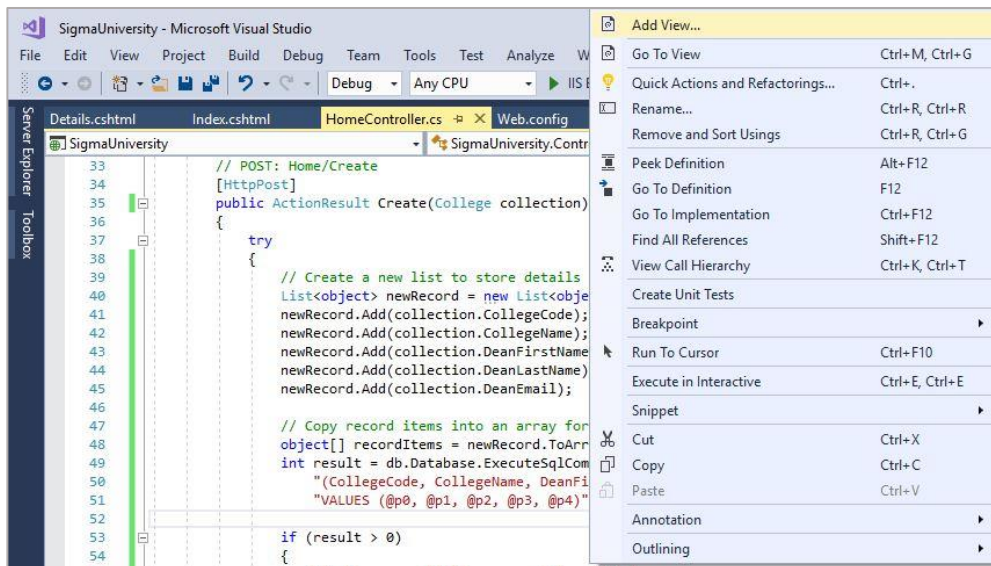 SigmaUniversity - Microsoft Visual Studio
File Edit View Project Build Debug Team Tools Test Analyze W
Debug Any CPU IIS E
Server Explorer
Toolbox
Details.cshtml Index.cshtml HomeController.cs Web.config
SigmaUniversity SigmaUniversity.Contr
33 // POST: Home/Create
34 [HttpPost]
35 public ActionResult Create(College collection)
36 {
37 try
38 {
39 // Create a new list to store details
40 List<object> newRecord = new List<obje
41 newRecord.Add(collection.CollegeCode);
42 newRecord.Add(collection.CollegeName);
43 newRecord.Add(collection.DeanFirstName
44 newRecord.Add(collection.DeanLastName)
45 newRecord.Add(collection.DeanEmail);
46
47 // Copy record items into an array for
48 object[] recordItems = newRecord.ToArr
49 int result = db.Database.ExecuteSqlCom
50 "(CollegeCode, CollegeName, DeanFi
51 "VALUES (@p0, @p1, @p2, @p3, @p4)"
52
53 if (result > 0)
54 {
Add View...
Go To View Ctrl+M, Ctrl+G
Quick Actions and Refactorings... Ctrl+.
Rename... Ctrl+R, Ctrl+R
Remove and Sort Usings Ctrl+R, Ctrl+G
Peek Definition Alt+F12
Go To Definition F12
Go To Implementation Ctrl+F12
Find All References Shift+F12
View Call Hierarchy Ctrl+K, Ctrl+T
Create Unit Tests
Breakpoint
Run To Cursor Ctrl+F10
Execute in Interactive Ctrl+E, Ctrl+E
Snippet
Cut Ctrl+X
Copy Ctrl+C
Paste Ctrl+V
Annotation
Outlining